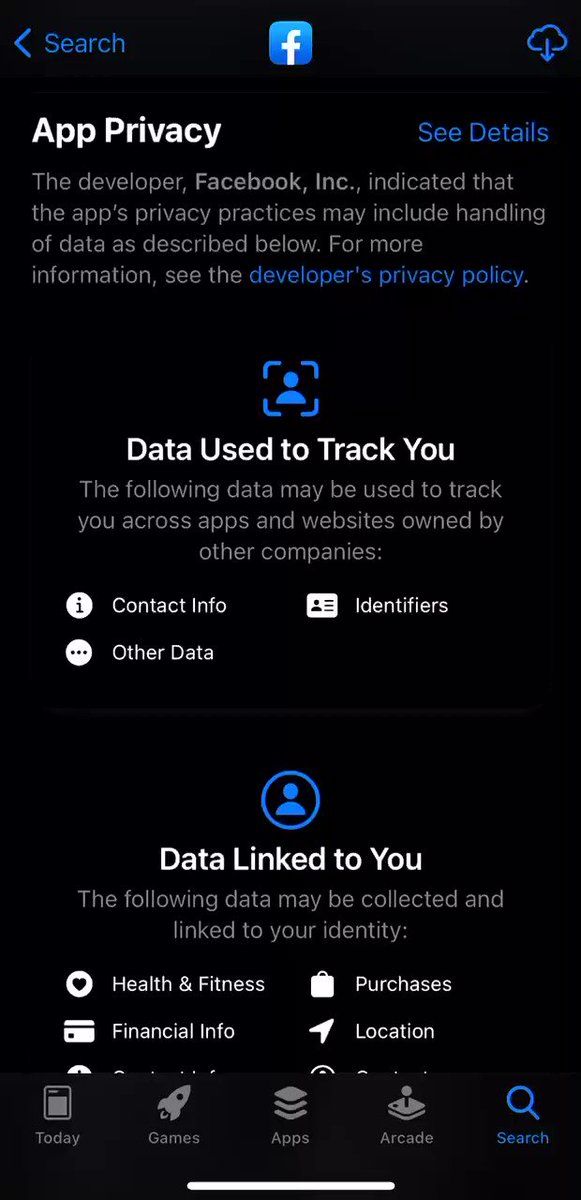 Search
App Privacy
See Details
The developer, Facebook, Inc., indicated that
the app's privacy practices may include handling
of data as described below. For more
information, see the developer's privacy policy.
Data Used to Track You
The following data may be used to track
you across apps and websites owned by
other companies:
Contact Info
Identifiers
Other Data
Data Linked to You
The following data may be collected and
linked to your identity:
Health & Fitness
Purchases
Financial Info
Location
Today
Games
Apps
Arcade
Search